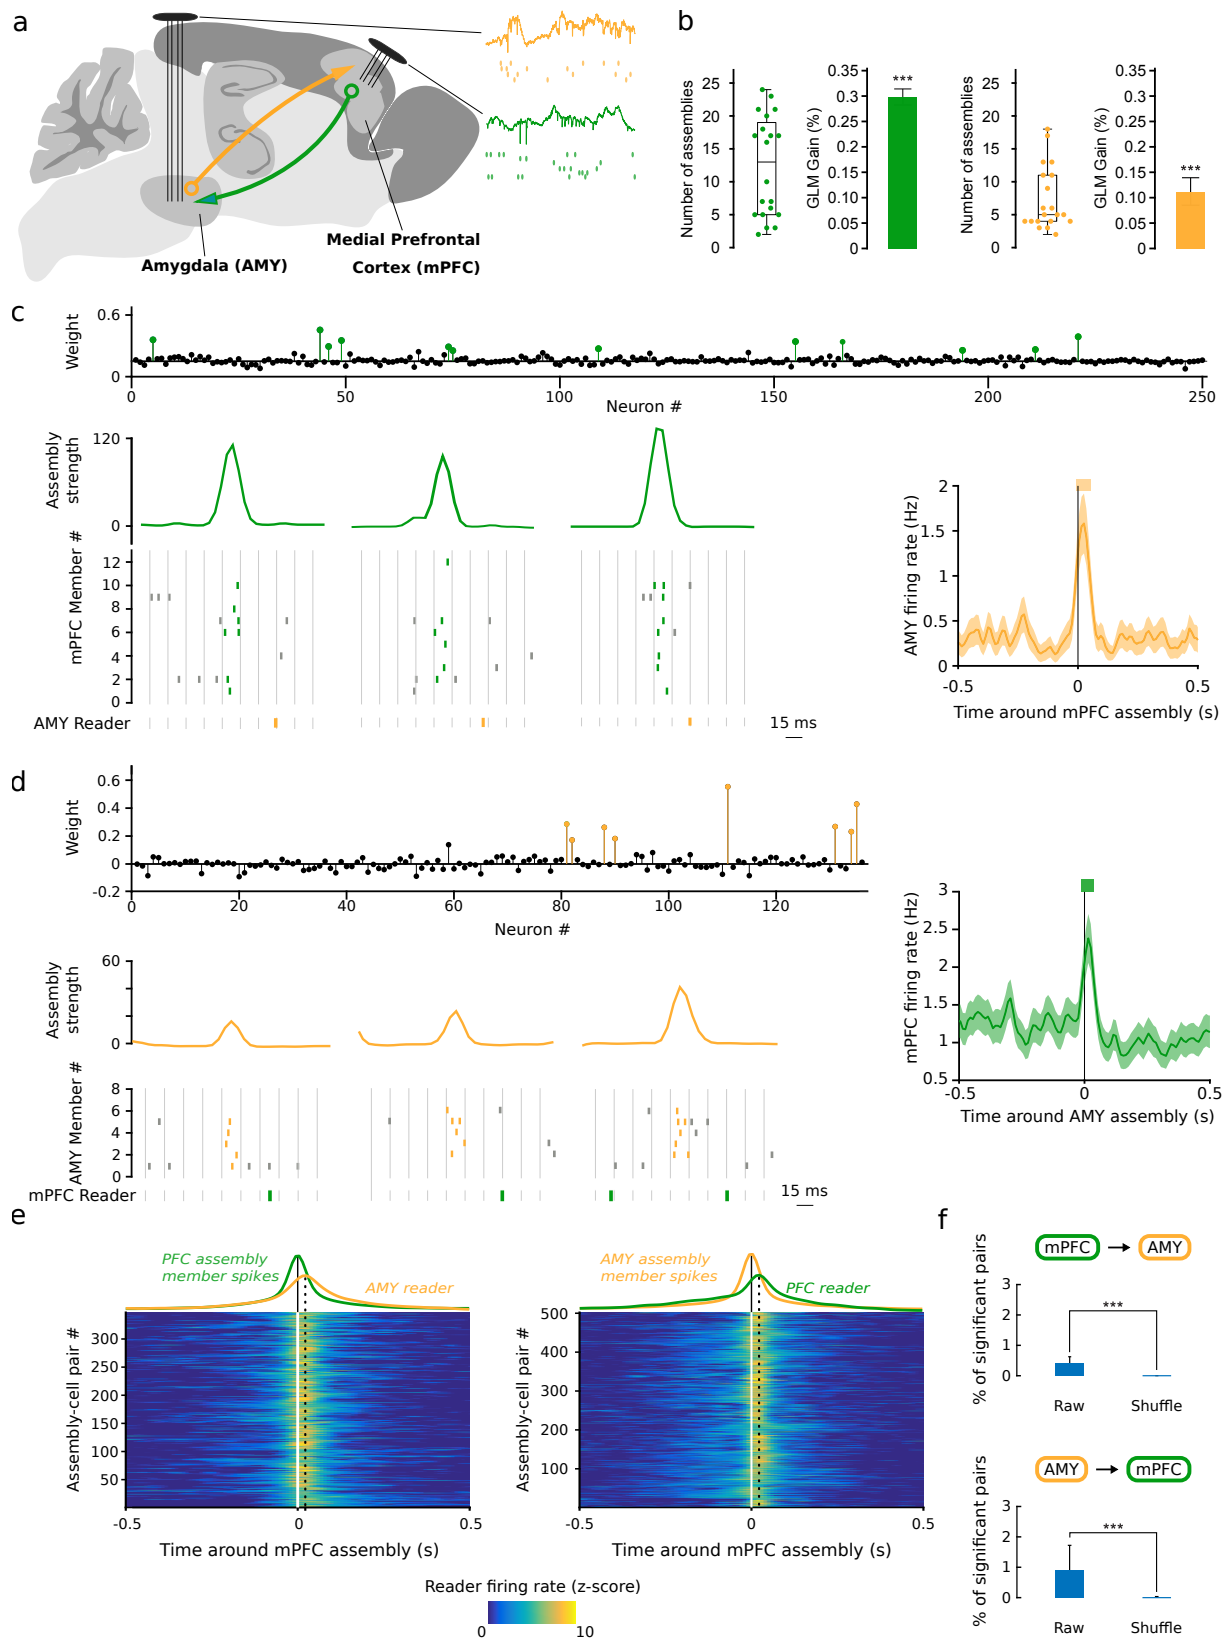 a
Amygdala (AMY)
Medial Prefrontal
Cortex (mPFC)
b
Number of assemblies
25
20
15
10
5
0
GLM Gain (%)
0.35
0.3
0.25
0.2
0.15
0.1
0.05
0
***
Number of assemblies
25
20
15
10
5
0
GLM Gain (%)
0.35
0.3
0.25
0.2
0.15
0.1
0.05
0
***
c
Weight
0.6
0
0 50 100 150 200 250
Neuron #
Assembly
strength
120
0
mPFC Member #
12
10
8
6
4
2
0
AMY Reader
15 ms
AMY firing rate (Hz)
2
1.5
1
0.5
0
-0.5 0 0.5
Time around mPFC assembly (s)
d
Weight
0.6
0.4
0.2
0
-0.2
0 20 40 60 80 100 120
Neuron #
Assembly
strength
60
0
AMY Member #
8
6
4
2
0
mPFC Reader
15 ms
mPFC firing rate (Hz)
3
2.5
2
1.5
1
0.5
-0.5 0 0.5
Time around AMY assembly (s)
e
PFC assembly
member spikes
AMY reader
Assembly-cell pair #
300
250
200
150
100
50
-0.5 0 0.5
Time around mPFC assembly (s)
AMY assembly
member spikes
PFC reader
Assembly-cell pair #
500
400
300
200
100
-0.5 0 0.5
Time around mPFC assembly (s)
Reader firing rate (z-score)
0 10
f
mPFC AMY
% of significant pairs
3
2
1
0
***
Raw Shuffle
AMY mPFC
% of significant pairs
3
2
1
0
***
Raw Shuffle